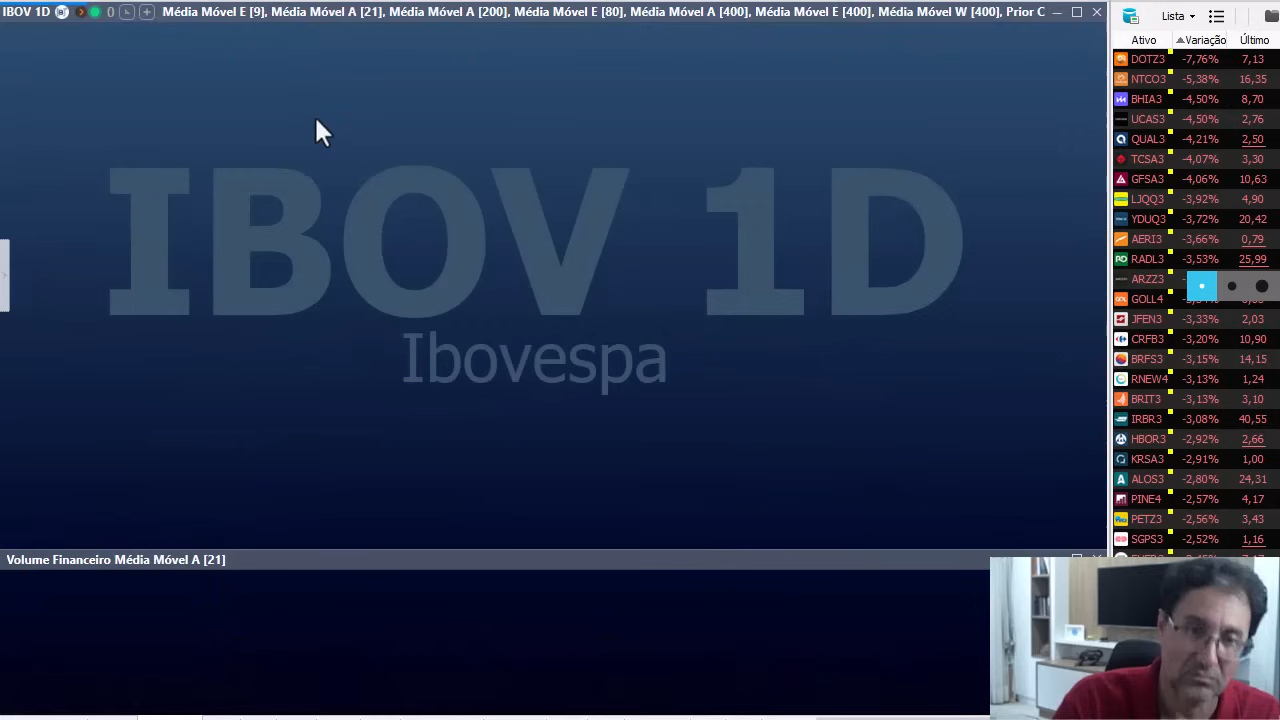 IBOV 1D
0
Média Móvel E [9], Média Móvel A [21], Média Móvel A [200], Média Móvel E [80], Média Móvel A [400], Média Móvel E [400], Média Móvel W [400], Prior C
Lista
Ativo Variação Último
DOTZ3 -7,76% 7,13
NTCO3 -5,38% 16,35
BHIA3 -4,50% 8,70
UCAS3 -4,50% 2,76
QUAL3 -4,21% 2,50
TCSA3 -4,07% 3,30
GFSA3 -4,06% 10,63
LJQQ3 -3,92% 4,90
YDUQ3 -3,72% 20,42
AERI3 -3,66% 0,79
RADL3 -3,53% 25,99
ARZZ3
GOLL4
JFEN3 -3,33% 2,03
CRFB3 -3,20% 10,90
BRFS3 -3,15% 14,15
RNEW4 -3,13% 1,24
BRIT3 -3,13% 3,10
IRBR3 -3,08% 40,55
HBOR3 -2,92% 2,66
KRSA3 -2,91% 1,00
ALOS3 -2,80% 24,31
PINE4 -2,57% 4,17
PETZ3 -2,56% 3,43
SGPS3 -2,52% 1,16
IBOV 1D
Ibovespa
Volume Financeiro Média Móvel A [21]